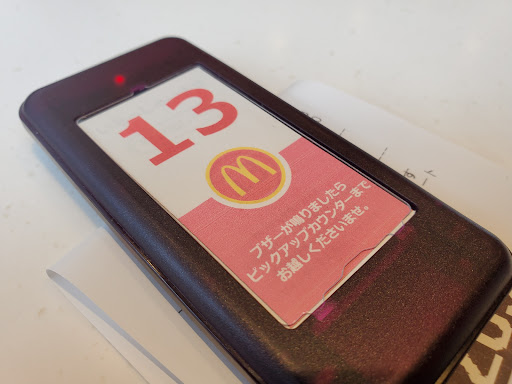 13
ブザーが鳴りましたら
ピックアップカウンターまで
お越しくださいませ。